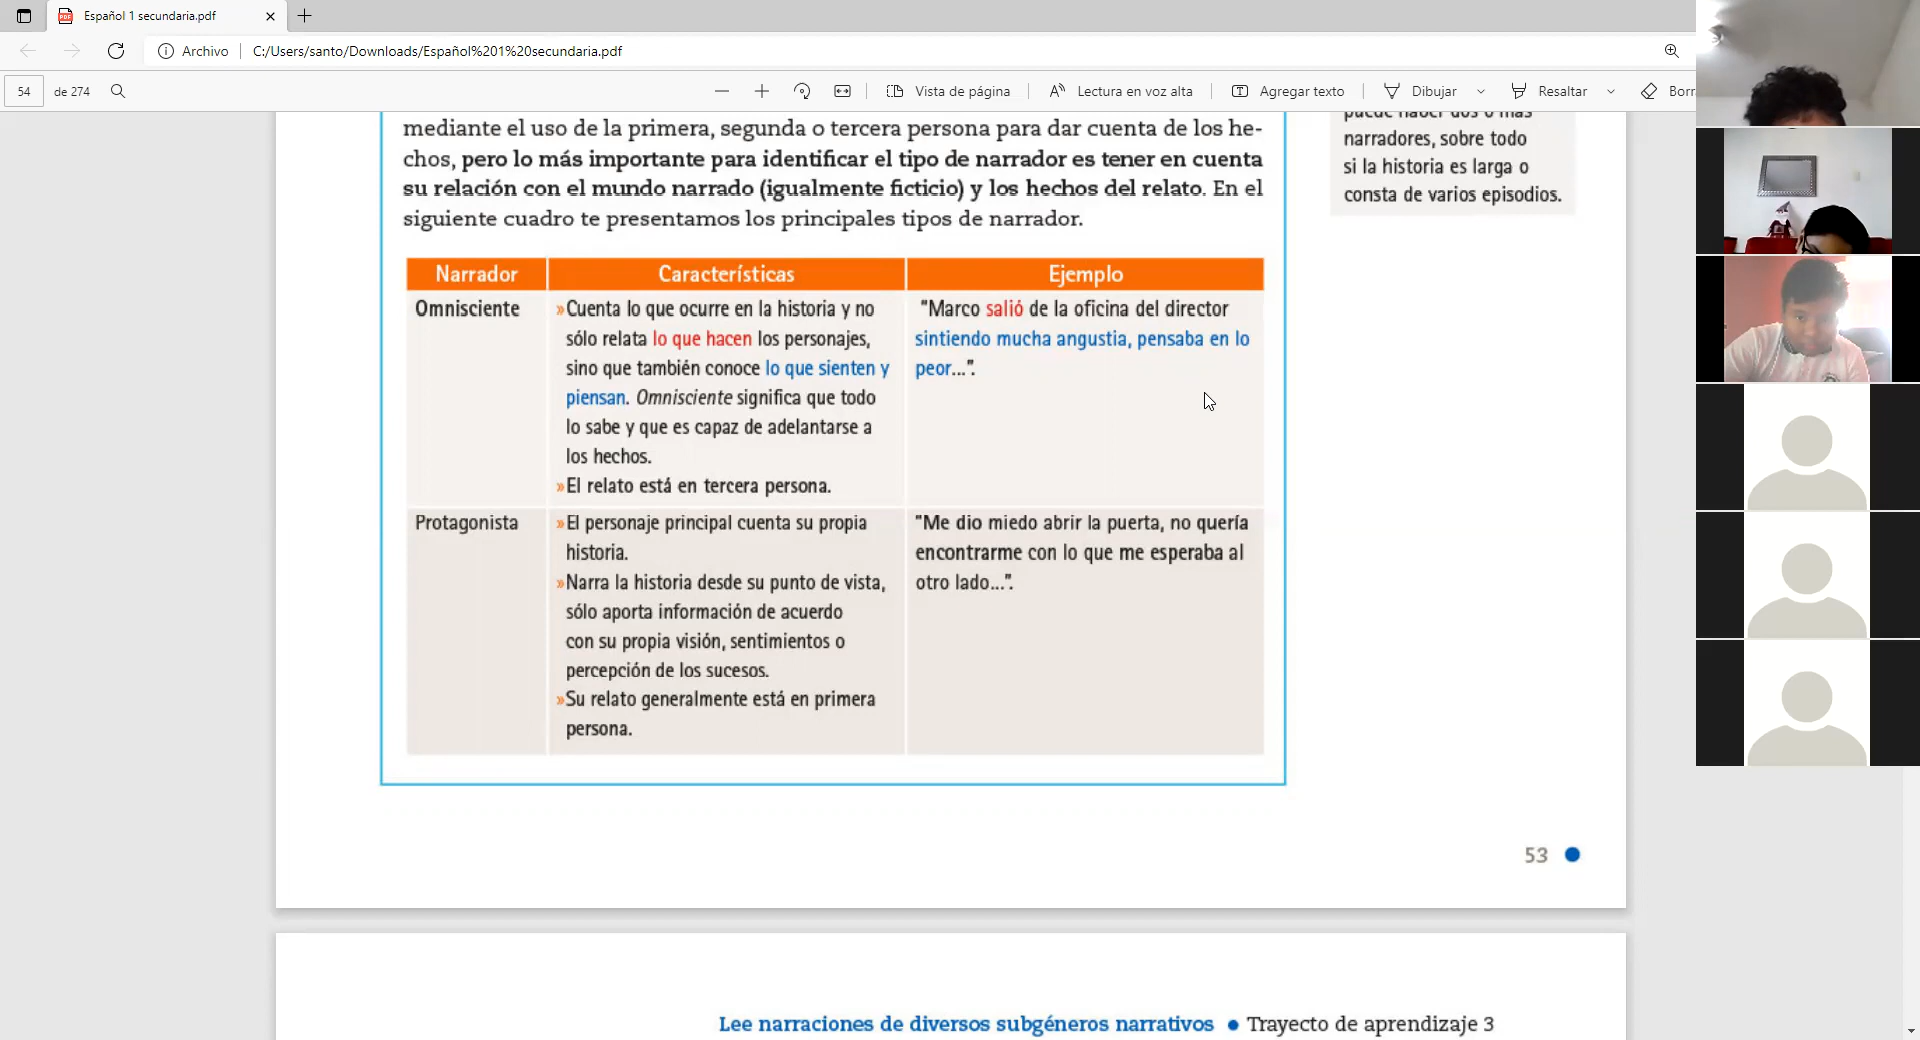 Español 1 secundaria.pdf
Archivo
C:/Users/santo/Downloads/Español%201%20secundaria.pdf
54 de 274
Vista de página
Lectura en voz alta
Agregar texto
Dibujar
Resaltar
Borra
mediante el uso de la primera, segunda o tercera persona para dar cuenta de los he-
chos, pero lo más importante para identificar el tipo de narrador es tener en cuenta
su relación con el mundo narrado (igualmente ficticio) y los hechos del relato. En el
siguiente cuadro te presentamos los principales tipos de narrador.
puede haber dos o más
narradores, sobre todo
si la historia es larga o
consta de varios episodios.
Narrador
Características
Ejemplo
Omnisciente
»Cuenta lo que ocurre en la historia y no
sólo relata lo que hacen los personajes,
sino que también conoce lo que sienten y
piensan. Omnisciente significa que todo
lo sabe y que es capaz de adelantarse a
los hechos.
»El relato está en tercera persona.
"Marco salió de la oficina del director
sintiendo mucha angustia, pensaba en lo
peor...".
Protagonista
»El personaje principal cuenta su propia
historia.
»Narra la historia desde su punto de vista,
sólo aporta información de acuerdo
con su propia visión, sentimientos o
percepción de los sucesos.
»Su relato generalmente está en primera
persona.
"Me dio miedo abrir la puerta, no quería
encontrarme con lo que me esperaba al
otro lado...".
53
Lee narraciones de diversos subgéneros narrativos • Trayecto de aprendizaje 3